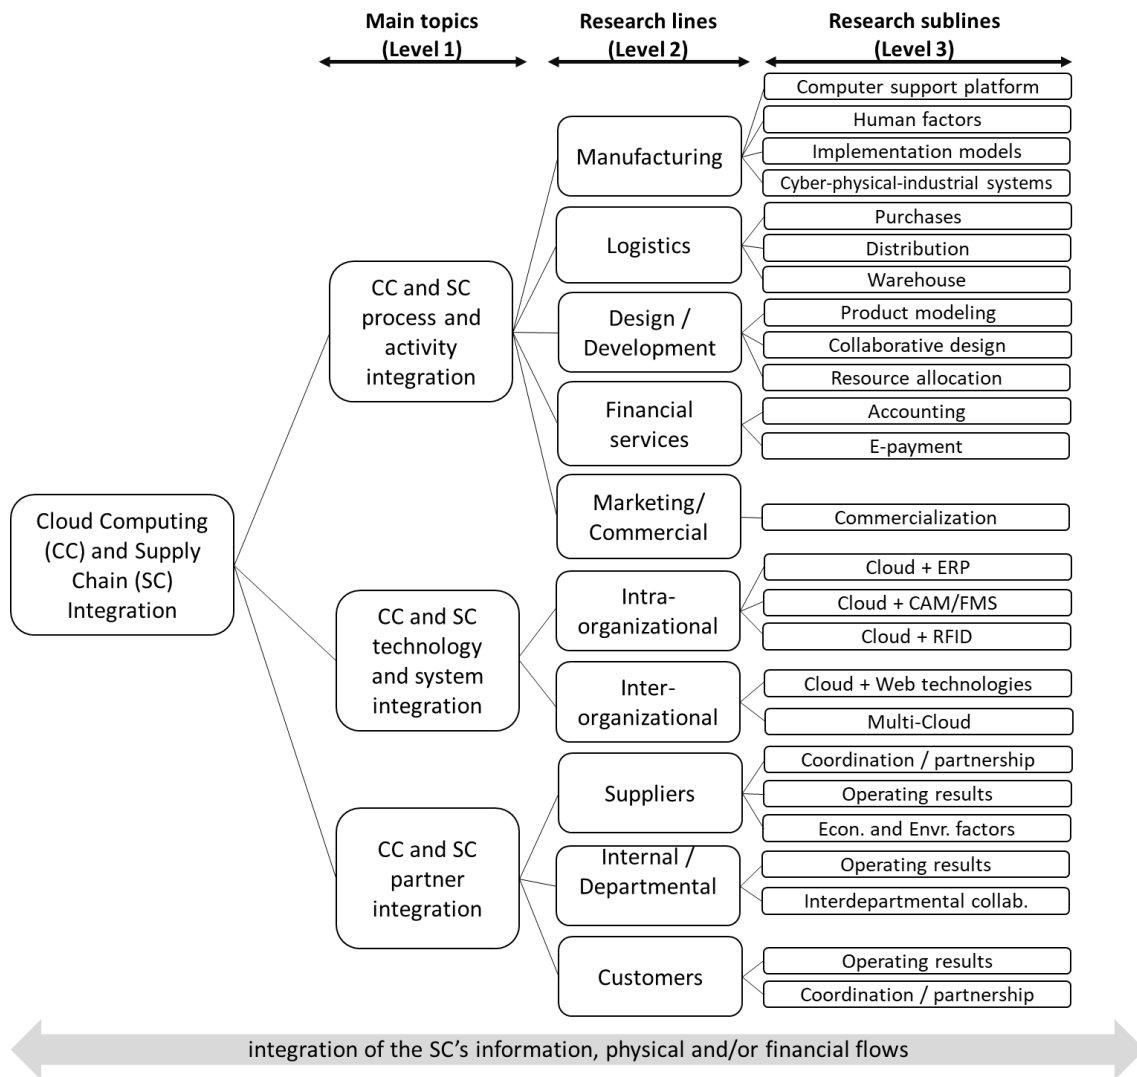 Main topics
(Level 1)
Research lines
(Level 2)
Research sublines
(Level 3)
Cloud Computing
(CC) and Supply
Chain (SC)
Integration
CC and SC
process and
activity
integration
Manufacturing
Computer support platform
Human factors
Implementation models
Cyber-physical-industrial systems
Logistics
Purchases
Distribution
Warehouse
Design /
Development
Product modeling
Collaborative design
Resource allocation
Financial
services
Accounting
E-payment
Marketing/
Commercial
Commercialization
CC and SC
technology
and system
integration
Intra-
organizational
Cloud + ERP
Cloud + CAM/FMS
Cloud + RFID
Inter-
organizational
Cloud + Web technologies
Multi-Cloud
CC and SC
partner
integration
Suppliers
Coordination / partnership
Operating results
Econ. and Envr. factors
Internal /
Departmental
Operating results
Interdepartmental collab.
Customers
Operating results
Coordination / partnership
integration of the SC's information, physical and/or financial flows